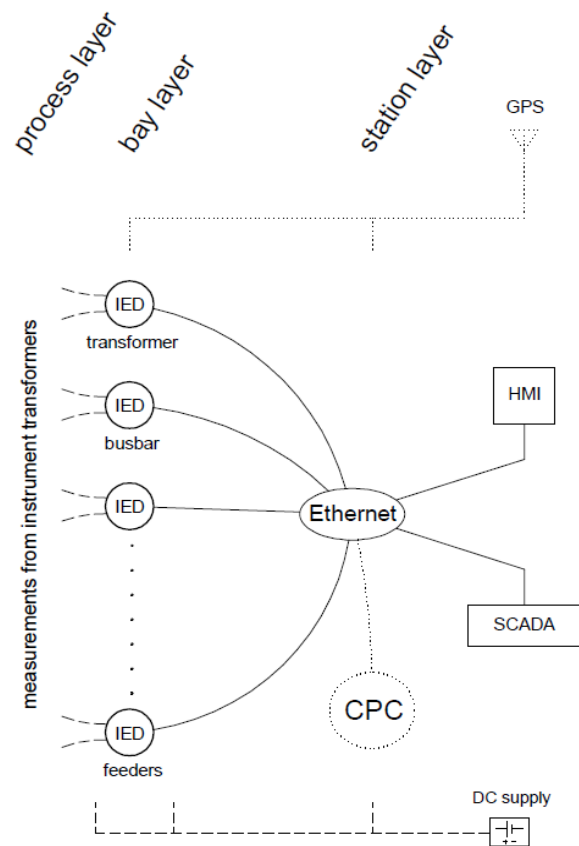 process layer
bay layer
station layer
GPS
measurements from instrument transformers
IED
transformer
IED
busbar
IED
IED
feeders
Ethernet
HMI
SCADA
CPC
DC supply